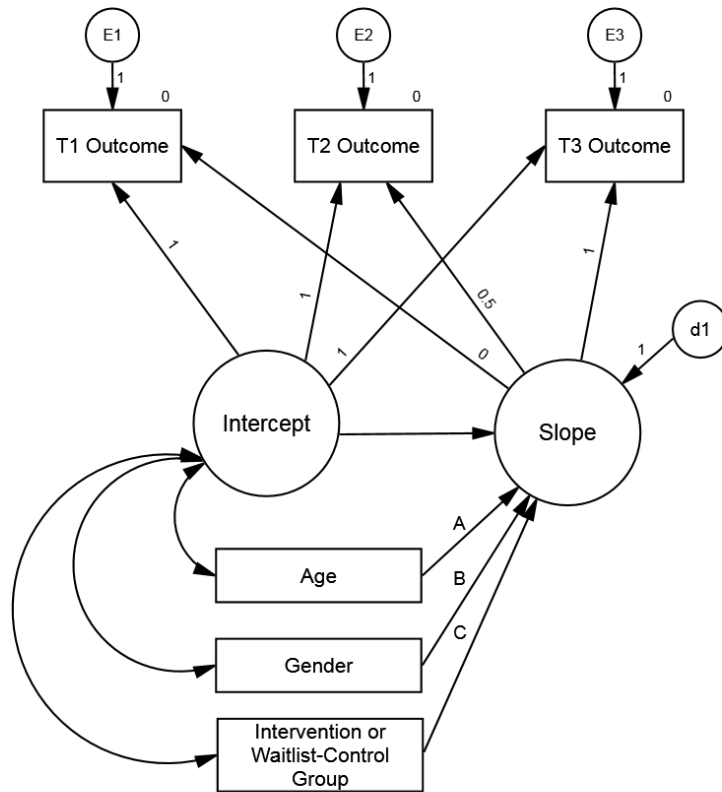 E1
E2
E3
1
1
1
0
0
0
T1 Outcome
T2 Outcome
T3 Outcome
1
1
1
0
0.5
1
1
d1
Intercept
Slope
A
Age
B
Gender
C
Intervention or
Waitlist-Control
Group